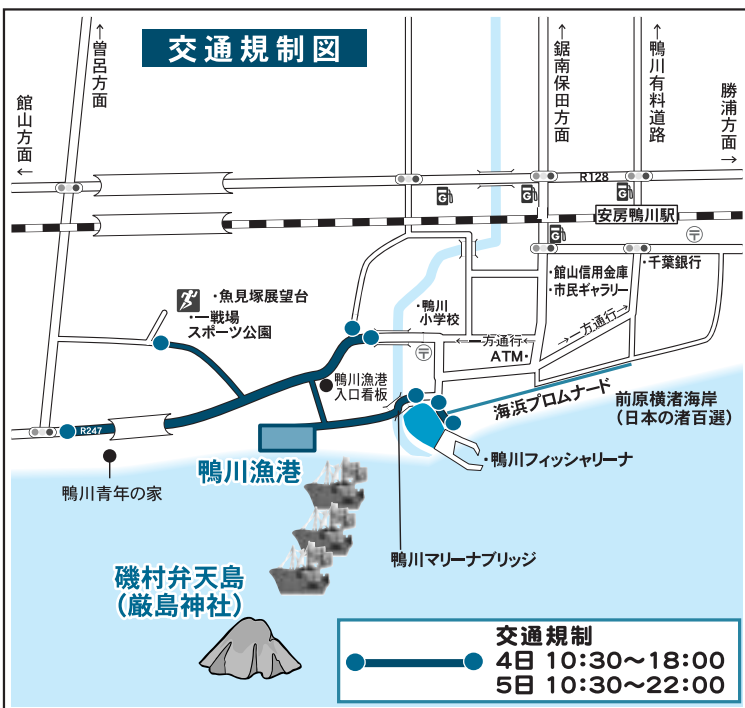 交通規制図
↑曽呂方面
館山方面←
↑鋸南保田方面
↑鴨川有料道路
勝浦方面→
R128
G
G
G
安房鴨川駅
G
〒
・館山信用金庫
・市民ギャラリー
・千葉銀行
・魚見塚展望台
・一戦場
スポーツ公園
・鴨川
小学校
〒
←一方通行→
ATM・
→一方通行→
鴨川漁港
入口看板
海浜プロムナード
前原横渚海岸
（日本の渚百選）
R247
鴨川漁港
・鴨川フィッシャリーナ
鴨川青年の家
鴨川マリーナブリッジ
磯村弁天島
（厳島神社）
交通規制
4日 10:30〜18:00
5日 10:30〜22:00